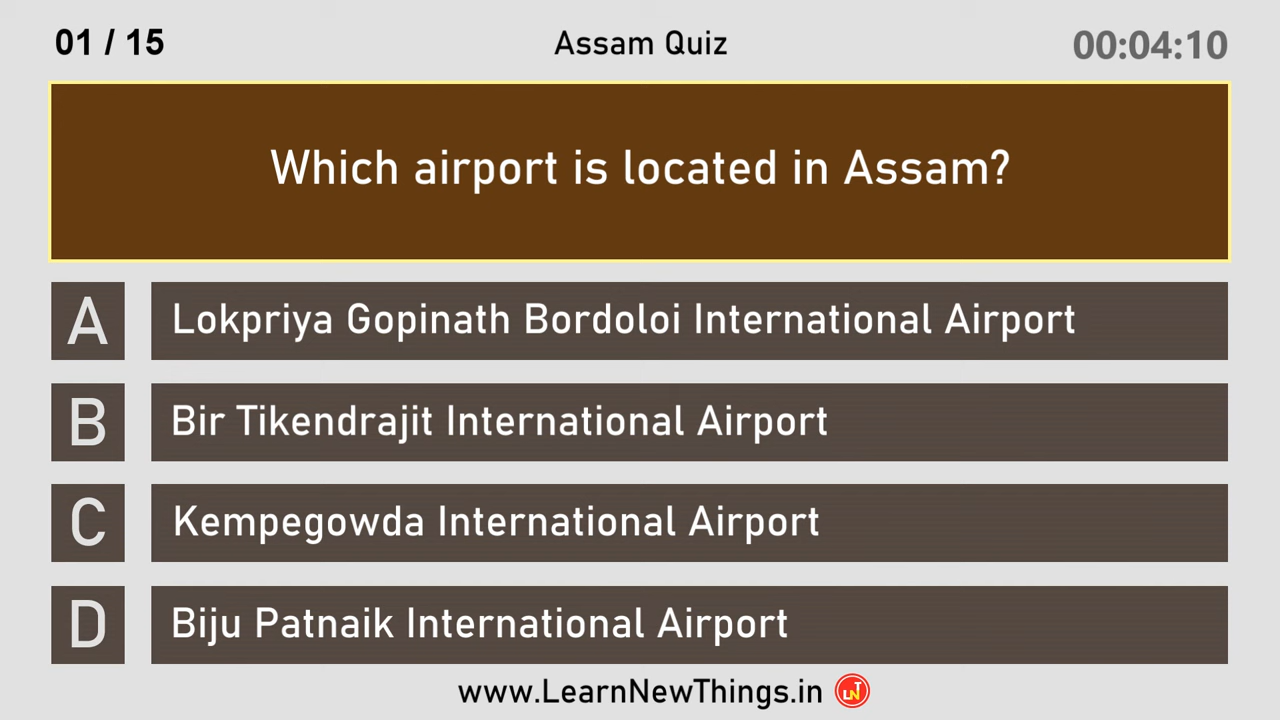 01 / 15
Assam Quiz
00:04:10
Which airport is located in Assam?
A
Lokpriya Gopinath Bordoloi International Airport
B
Bir Tikendrajit International Airport
C
Kempegowda International Airport
D
Biju Patnaik International Airport
www.LearnNewThings.in
LNT